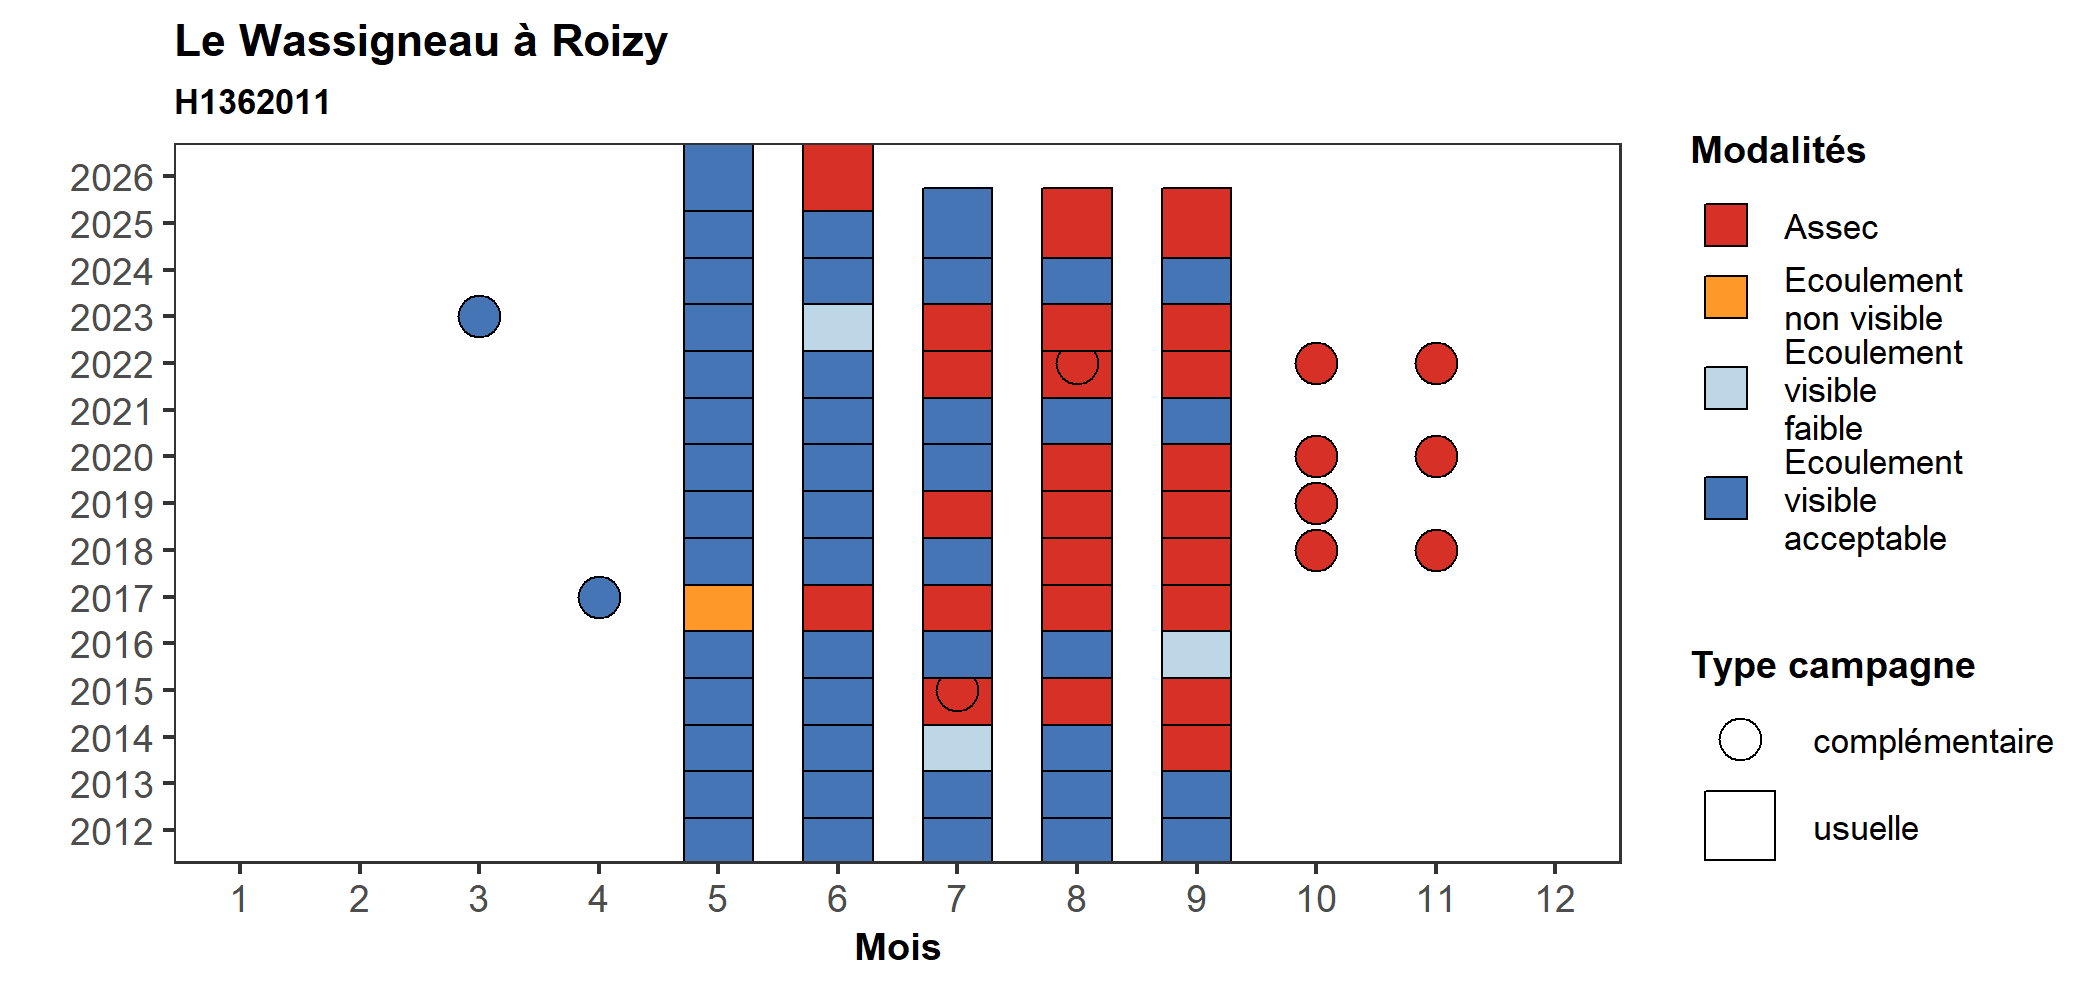 Le Wassigneau à Roizy
H1362011
2026
2025
2024
2023
2022
2021
2020
2019
2018
2017
2016
2015
2014
2013
2012
1 2 3 4 5 6 7 8 9 10 11 12
Mois
Modalités
Assec
Ecoulement
non visible
Ecoulement
visible
faible
Ecoulement
visible
acceptable
Type campagne
complémentaire
usuelle